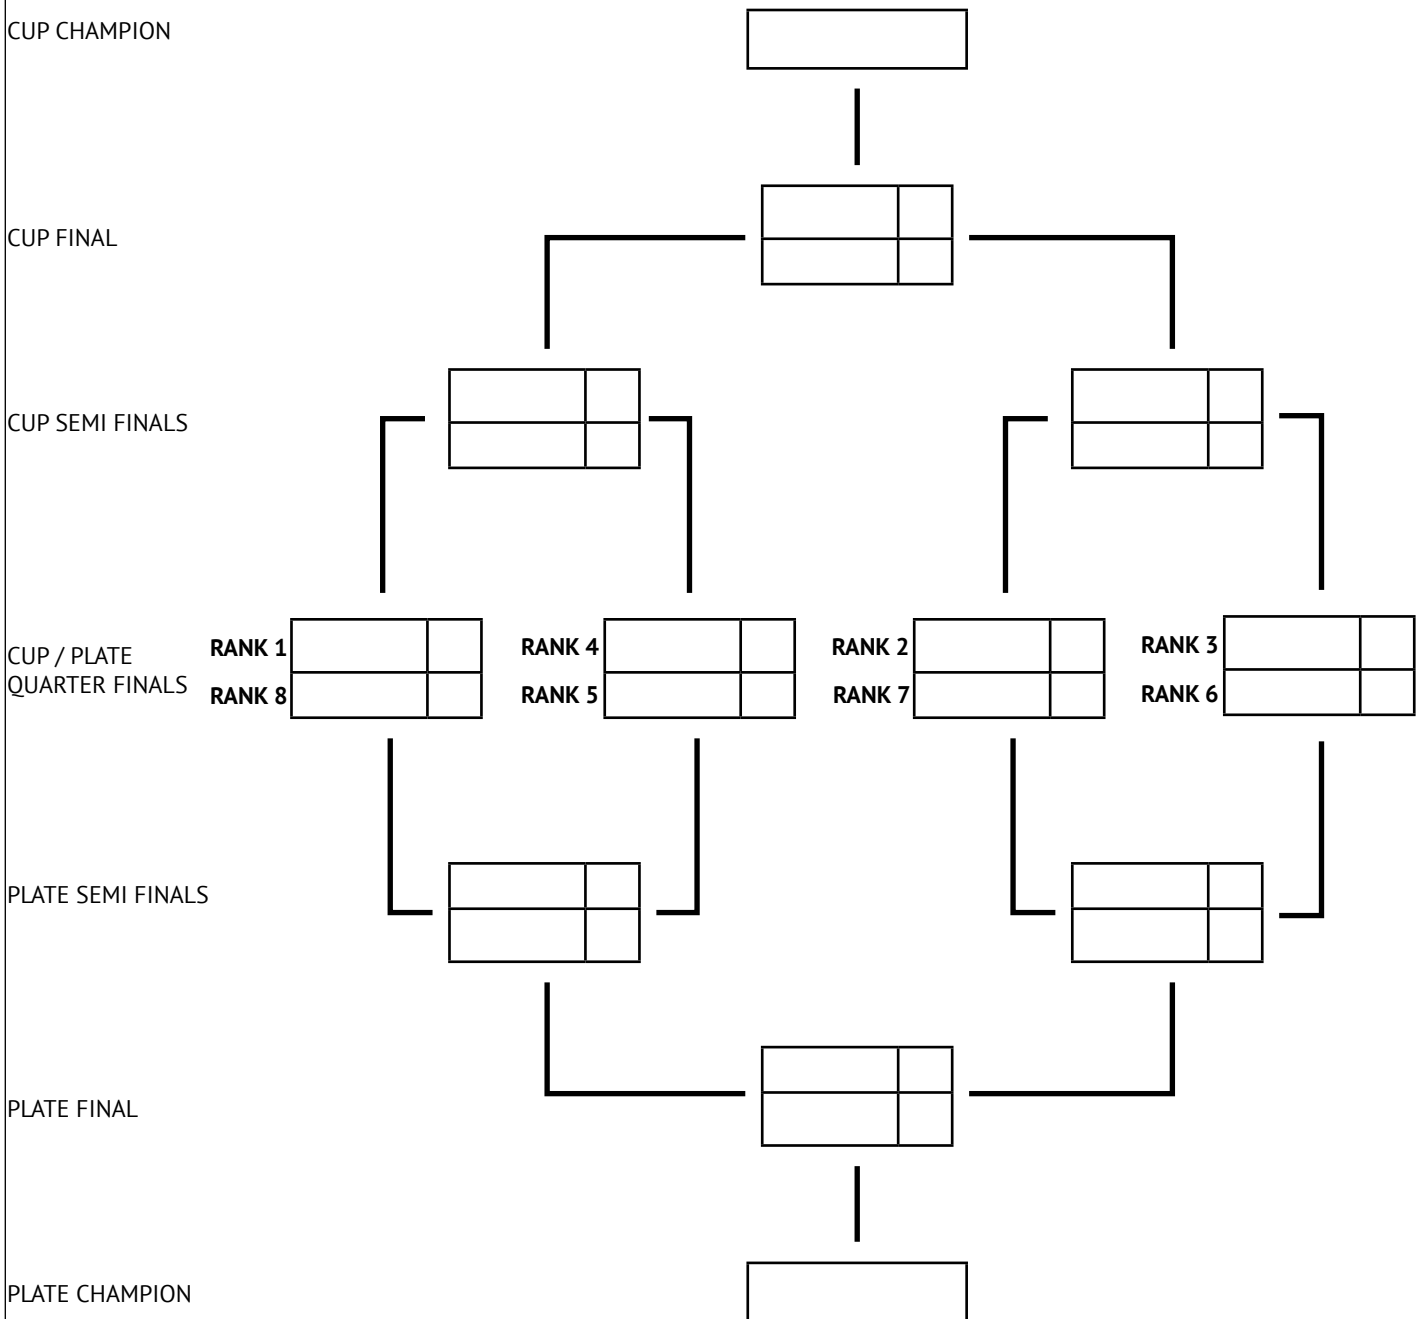 CUP CHAMPION
CUP FINAL
CUP SEMI FINALS
CUP / PLATE
QUARTER FINALS
RANK 1
RANK 8
RANK 4
RANK 5
RANK 2
RANK 7
RANK 3
RANK 6
PLATE SEMI FINALS
PLATE FINAL
PLATE CHAMPION